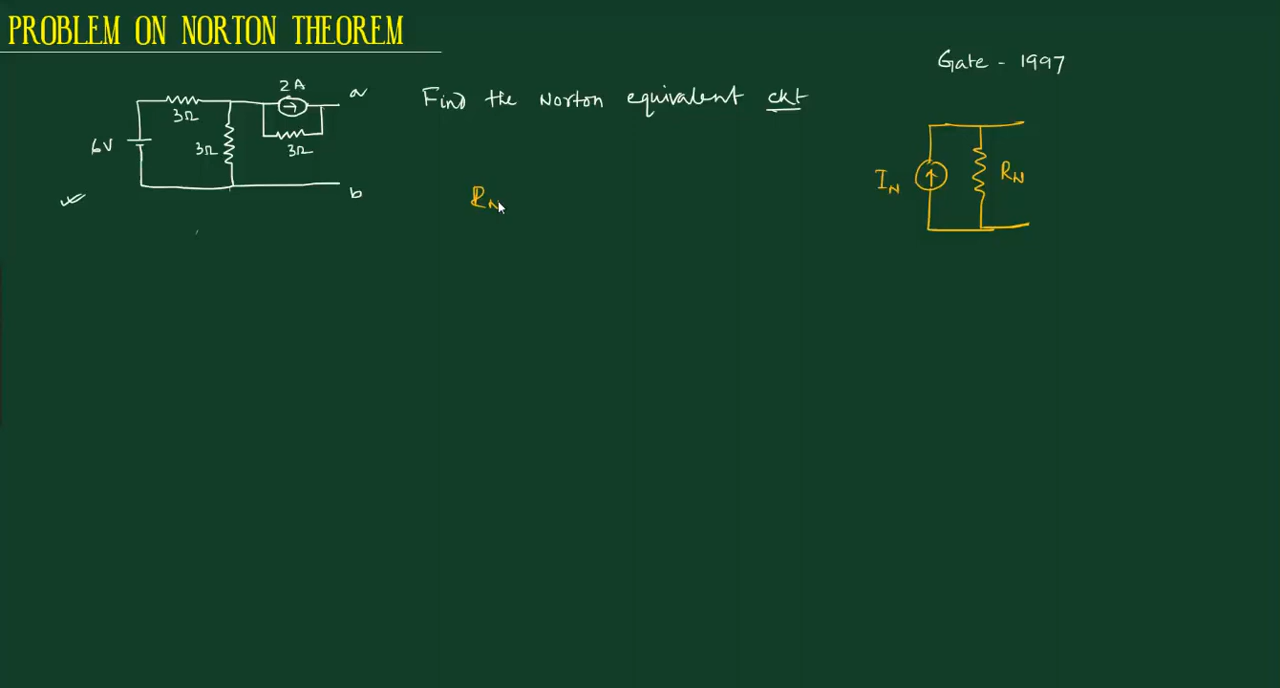 PROBLEM ON NORTON THEOREM
Gate - 1997
Find the Norton equivalent ckt
2A
a
3Ω
6V
3Ω
3Ω
b
I_N
R_N
R_N